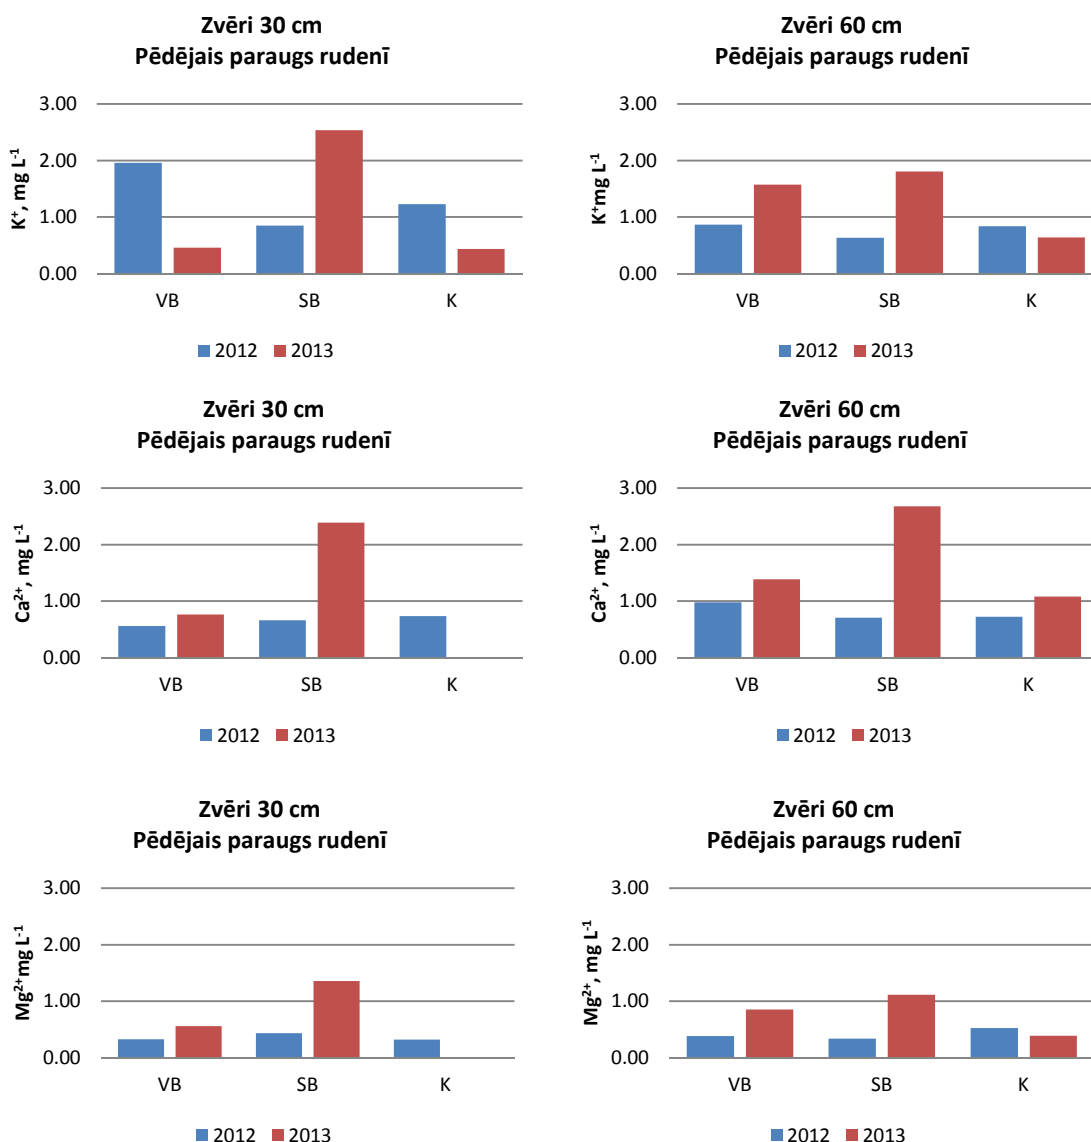 Zvēri 30 cm
Pēdējais paraugs rudenī
K⁺, mg L⁻¹
3.00
2.00
1.00
0.00
VB SB K
2012 2013
Zvēri 60 cm
Pēdējais paraugs rudenī
K⁺mg L⁻¹
3.00
2.00
1.00
0.00
VB SB K
2012 2013
Zvēri 30 cm
Pēdējais paraugs rudenī
Ca²⁺, mg L⁻¹
3.00
2.00
1.00
0.00
VB SB K
2012 2013
Zvēri 60 cm
Pēdējais paraugs rudenī
Ca²⁺, mg L⁻¹
3.00
2.00
1.00
0.00
VB SB K
2012 2013
Zvēri 30 cm
Pēdējais paraugs rudenī
Mg²⁺mg L⁻¹
3.00
2.00
1.00
0.00
VB SB K
2012 2013
Zvēri 60 cm
Pēdējais paraugs rudenī
Mg²⁺, mg L⁻¹
3.00
2.00
1.00
0.00
VB SB K
2012 2013